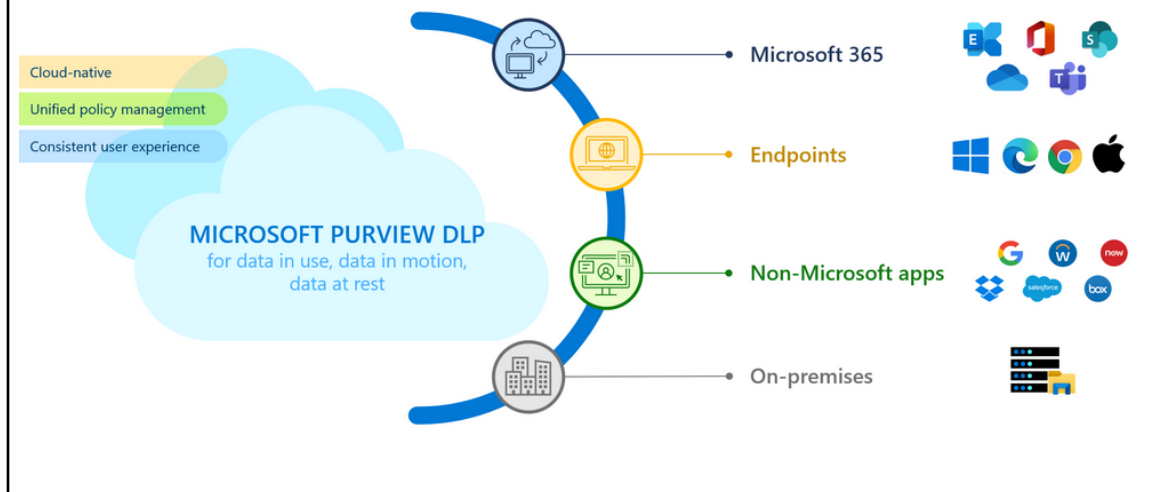 Cloud-native
Unified policy management
Consistent user experience
MICROSOFT PURVIEW DLP
for data in use, data in motion,
data at rest
Microsoft 365
E
S
T
Endpoints
Non-Microsoft apps
G
W
now
salesforce
box
On-premises